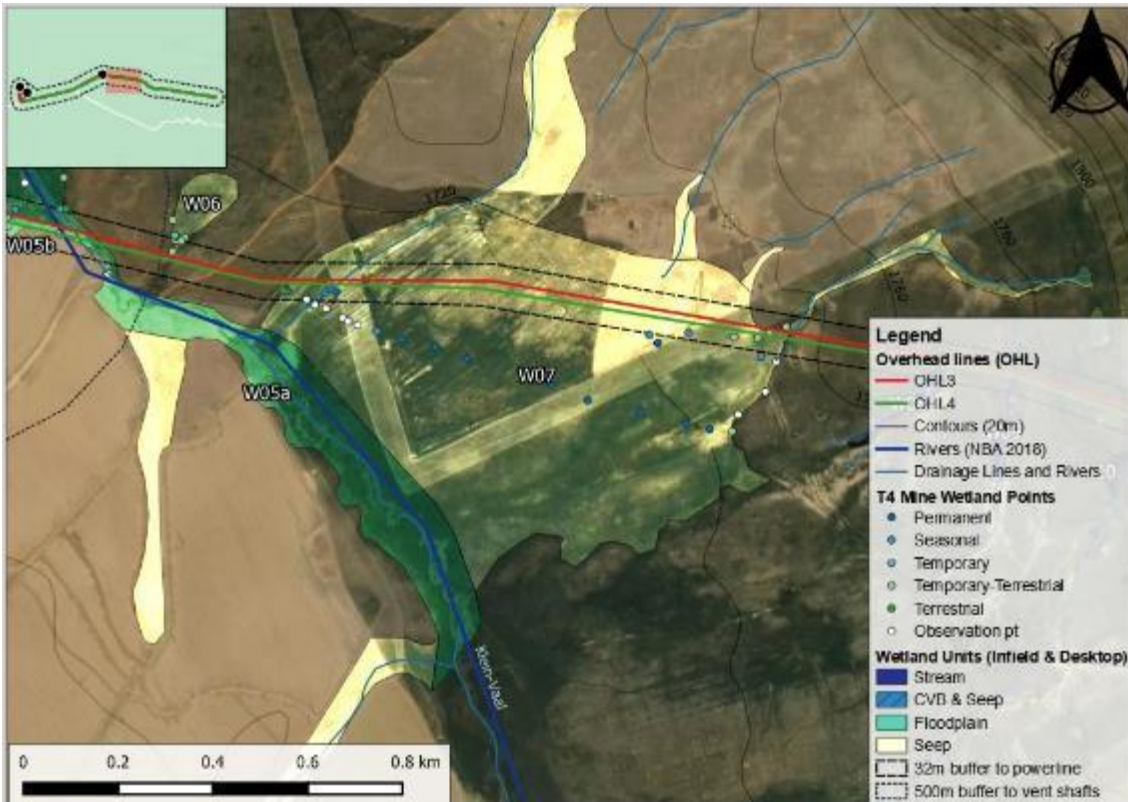 1720
W06
W05b
1800
1780
1760
W07
W05a
Klein-Vaal
Legend
Overhead lines (OHL)
OHL3
OHL4
Contours (20m)
Rivers (NBA 2018)
Drainage Lines and Rivers
T4 Mine Wetland Points
Permanent
Seasonal
Temporary
Temporary-Terrestrial
Terrestrial
Observation pt
Wetland Units (Infield & Desktop)
Stream
CVB & Seep
Floodplain
Seep
32m buffer to powerline
500m buffer to vent shafts
0 0.2 0.4 0.6 0.8 km